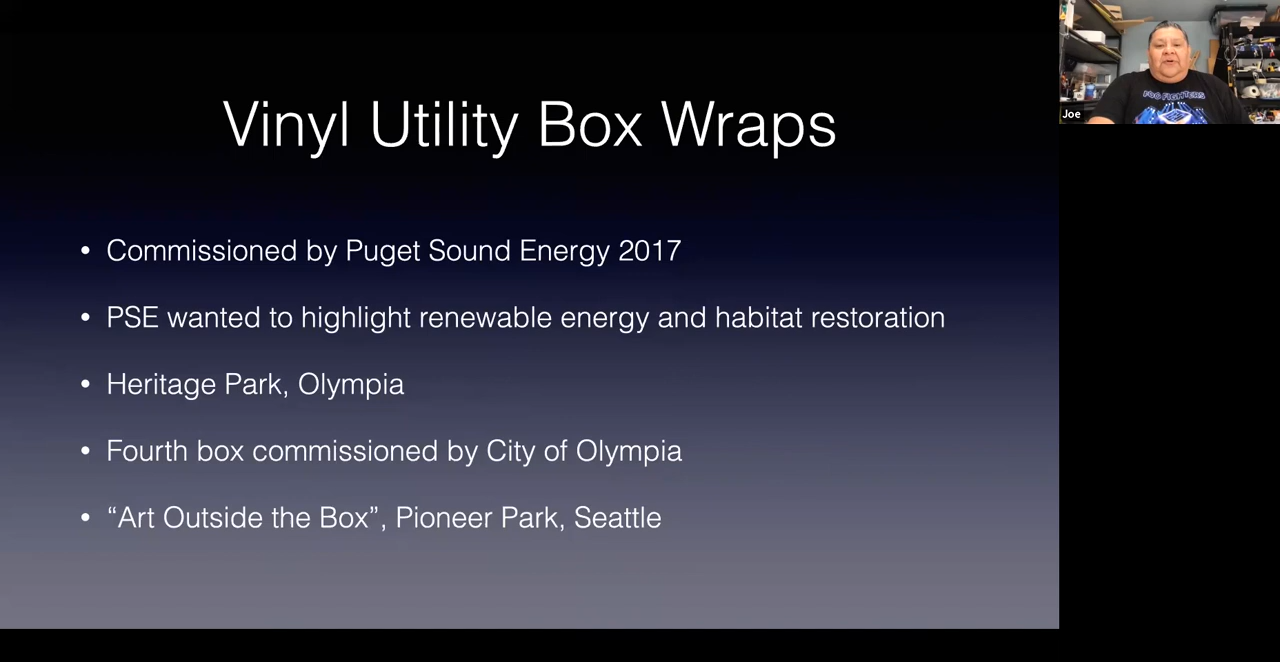 Vinyl Utility Box Wraps
• Commissioned by Puget Sound Energy 2017
• PSE wanted to highlight renewable energy and habitat restoration
• Heritage Park, Olympia
• Fourth box commissioned by City of Olympia
• “Art Outside the Box”, Pioneer Park, Seattle
FOG FIGHTERS
Joe